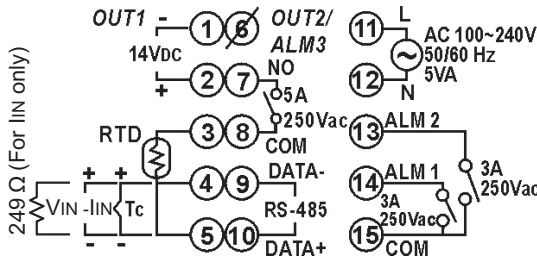 OUT1 - 1 6 OUT2/ 11 L
ALM3
14VDC
AC 100~240V
50/60 Hz
5VA
+ 2 7 NO 12 N
5A
250Vac
RTD 3 8 COM 13 ALM 2
249 Ω (For IIN only)
+ + 4 9 DATA- 14 ALM 1
3A
250Vac
VIN -IIN Tc
RS-485
3A
250Vac
- - 5 10 DATA+ 15 COM